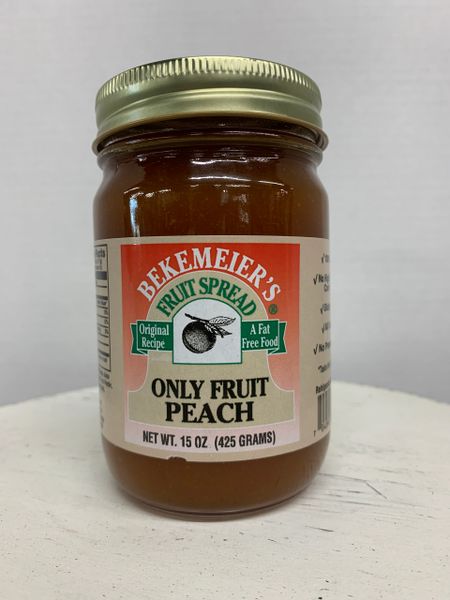 BEKEMEIER'S
FRUIT SPREAD
®
Original
Recipe
A Fat
Free Food
ONLY FRUIT
PEACH
NET WT. 15 OZ (425 GRAMS)